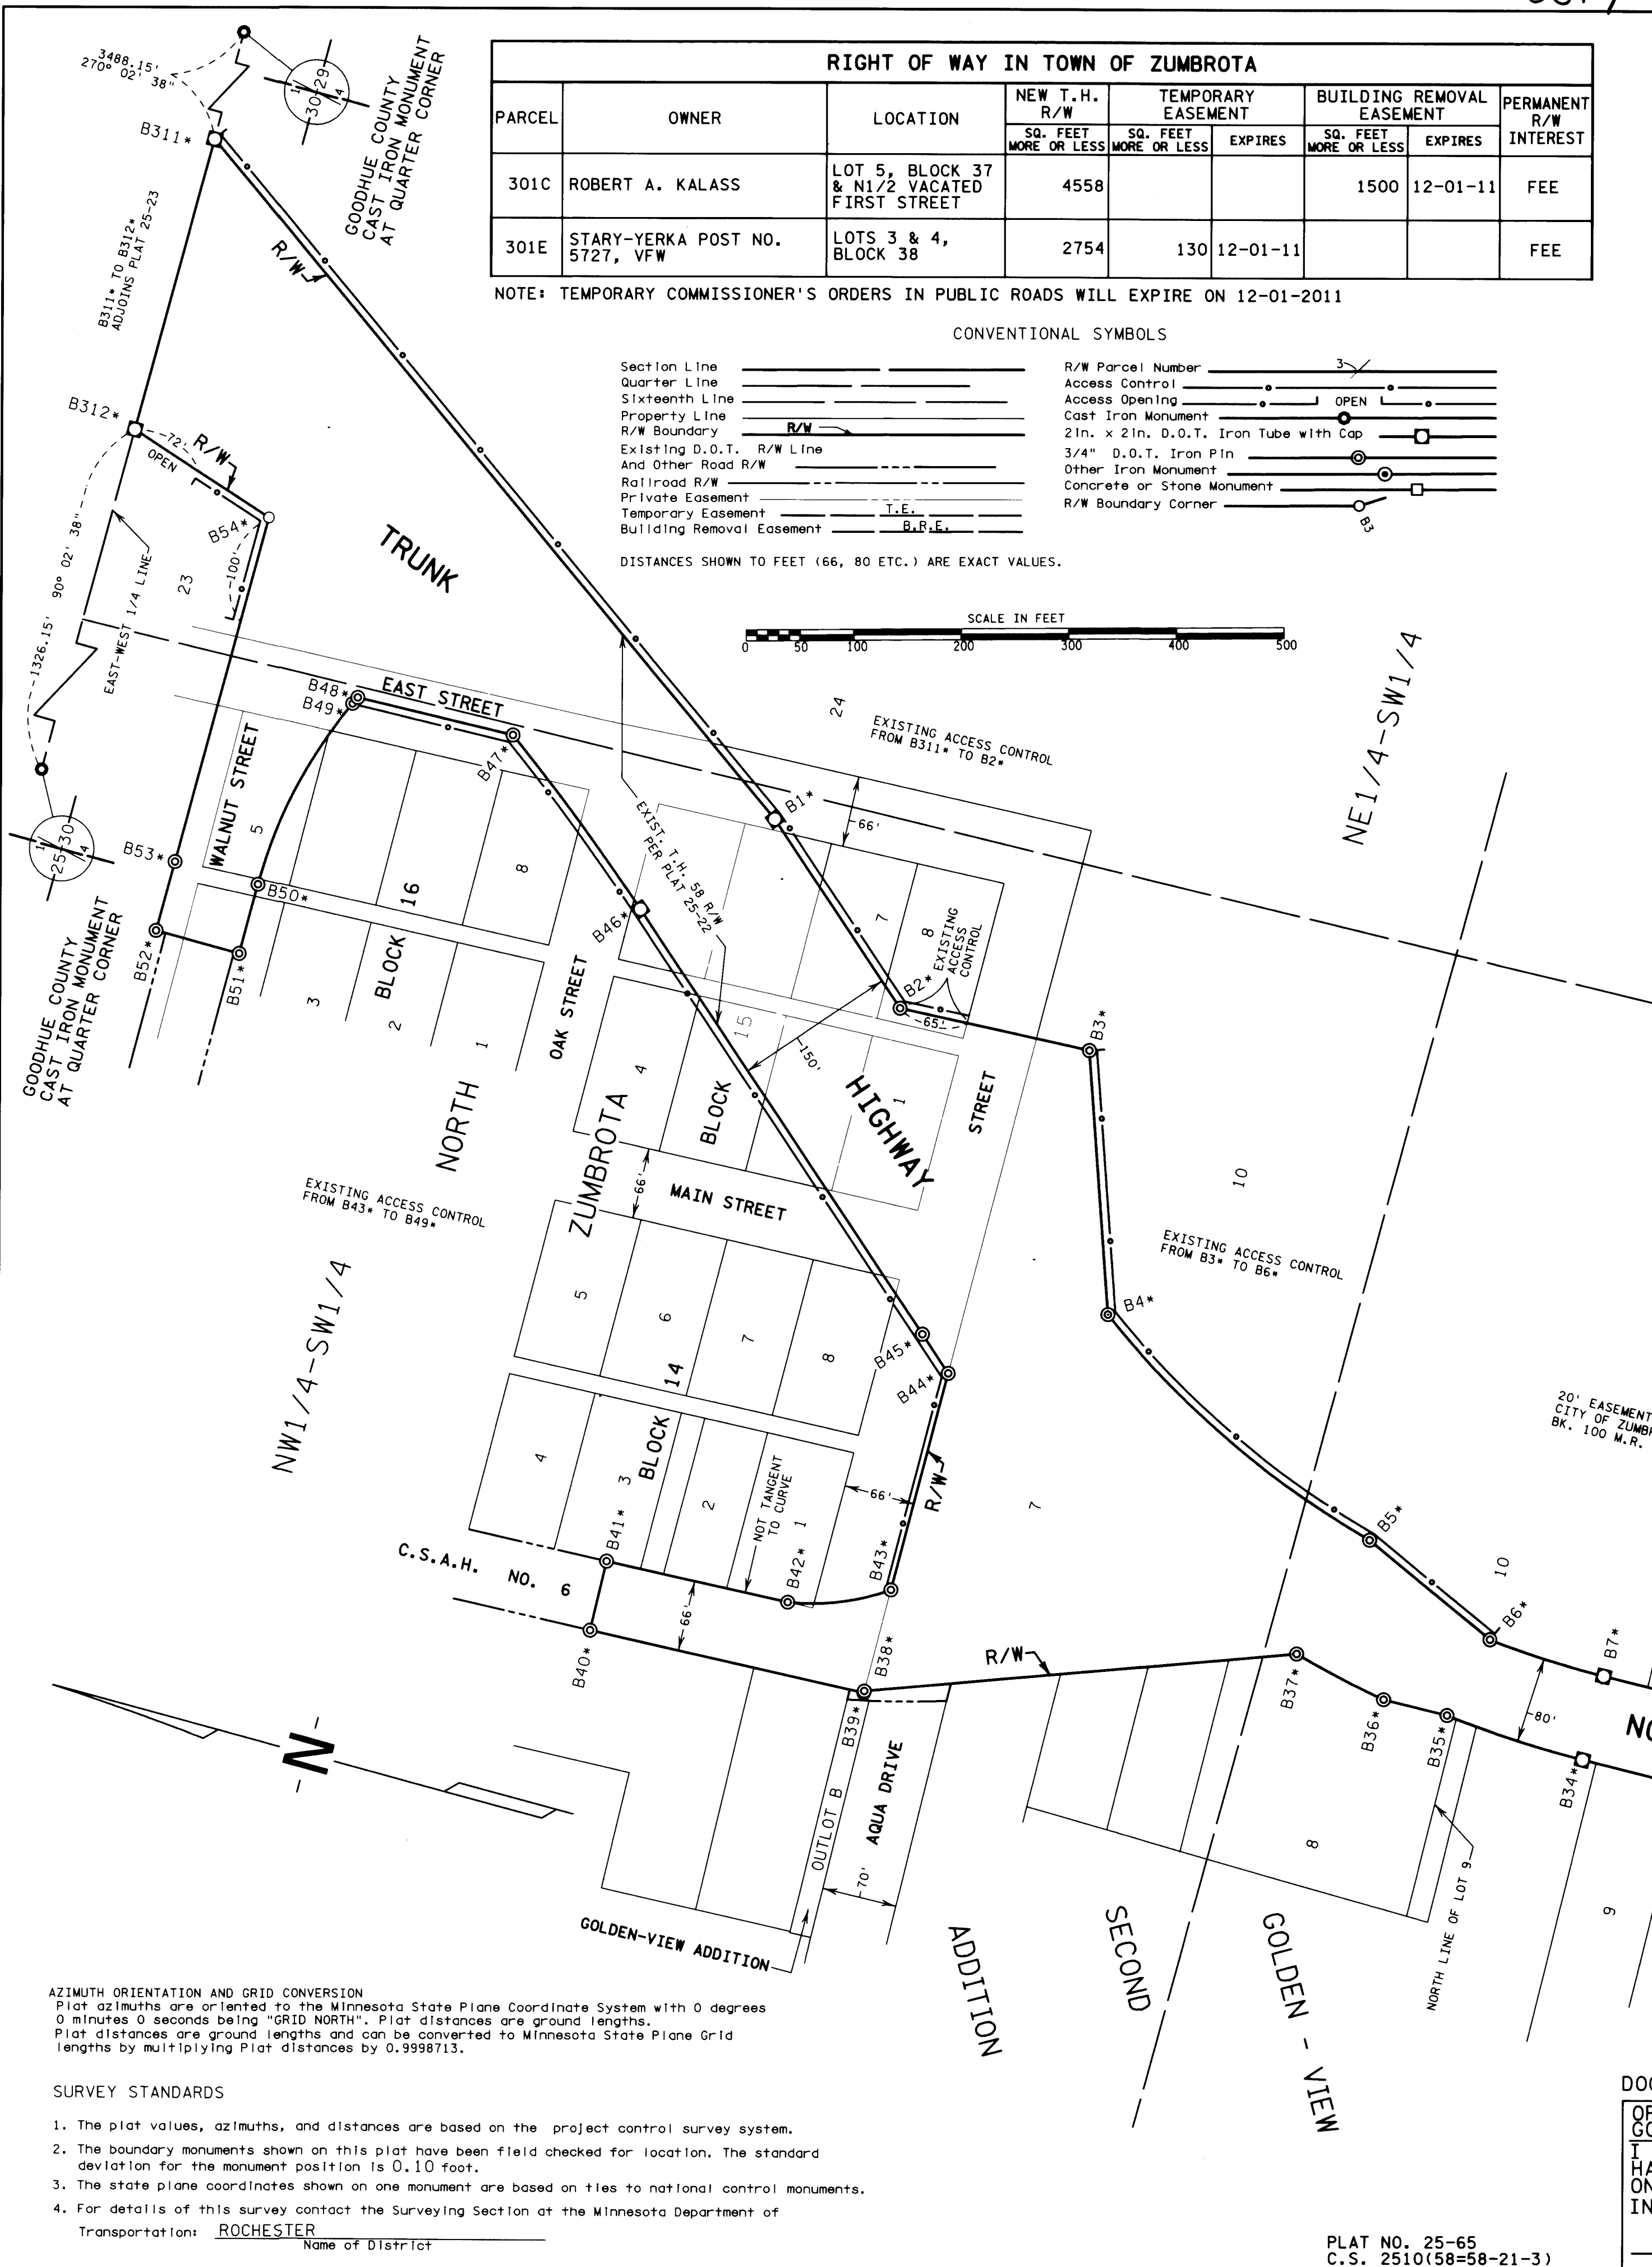 RIGHT OF WAY IN TOWN OF ZUMBROTA
PARCEL
OWNER
LOCATION
NEW T.H.
R/W
SQ. FEET
MORE OR LESS
TEMPORARY
EASEMENT
SQ. FEET
MORE OR LESS
EXPIRES
BUILDING REMOVAL
EASEMENT
SQ. FEET
MORE OR LESS
EXPIRES
PERMANENT
R/W
INTEREST
301C
ROBERT A. KALASS
LOT 5, BLOCK 37
& N1/2 VACATED
FIRST STREET
4558
1500
12-01-11
FEE
301E
STARY-YERKA POST NO.
5727, VFW
LOTS 3 & 4,
BLOCK 38
2754
130
12-01-11
FEE
NOTE: TEMPORARY COMMISSIONER'S ORDERS IN PUBLIC ROADS WILL EXPIRE ON 12-01-2011
CONVENTIONAL SYMBOLS
Section Line
Quarter Line
Sixteenth Line
Property Line
R/W Boundary R/W
Existing D.O.T. R/W Line
And Other Road R/W
Railroad R/W
Private Easement
Temporary Easement T.E.
Building Removal Easement B.R.E.
R/W Parcel Number 3
Access Control
Access Opening OPEN
Cast Iron Monument
2in. x 2in. D.O.T. Iron Tube with Cap
3/4" D.O.T. Iron Pin
Other Iron Monument
Concrete or Stone Monument
R/W Boundary Corner
B3
DISTANCES SHOWN TO FEET (66, 80 ETC.) ARE EXACT VALUES.
SCALE IN FEET
0 50 100 200 300 400 500
3488.15'
270° 02' 38"
1/4
30-29
GOODHUE COUNTY
CAST IRON MONUMENT
AT QUARTER CORNER
B311*
B311* TO B312*
ADJOINS PLAT 25-23
R/W
B312*
72'
OPEN
R/W
B54*
100'
23
1326.15' 90° 02' 38"
EAST-WEST 1/4 LINE
TRUNK
EAST STREET
B48*
B49*
B47*
WALNUT STREET
5
16
8
BLOCK
B53*
B50*
B52*
B51*
1/4
25-30
GOODHUE COUNTY
CAST IRON MONUMENT
AT QUARTER CORNER
3
2
1
NORTH
OAK STREET
B46*
EXIST. T.H. 58 R/W
PER PLAT 25-22
24
EXISTING ACCESS CONTROL
FROM B311* TO B2*
B1*
66'
NE1/4-SW1/4
7
8
EXISTING
ACCESS
CONTROL
B2*
65'
B3*
150'
15
4
BLOCK
1
HIGHWAY
STREET
ZUMBROTA
66'
MAIN STREET
EXISTING ACCESS CONTROL
FROM B43* TO B49*
10
EXISTING ACCESS CONTROL
FROM B3* TO B6*
B4*
NW1/4-SW1/4
5
6
7
8
14
BLOCK
B45*
B44*
4
3
2
1
NOT TANGENT
TO CURVE
66'
R/W
7
20' EASEMENT
CITY OF
BK. 100 M.R.
C.S.A.H. NO. 6
B41*
B42*
B43*
66'
B40*
B38*
B39*
R/W
B37*
B36*
B35*
B34*
B5*
10
B6*
B7*
80'
N
OUTLOT B
AQUA DRIVE
70'
GOLDEN-VIEW ADDITION
8
NORTH LINE OF LOT 9
9
ADDITION
SECOND
GOLDEN - VIEW
AZIMUTH ORIENTATION AND GRID CONVERSION
Plat azimuths are oriented to the Minnesota State Plane Coordinate System with 0 degrees
0 minutes 0 seconds being "GRID NORTH". Plat distances are ground lengths.
Plat distances are ground lengths and can be converted to Minnesota State Plane Grid
lengths by multiplying Plat distances by 0.9998713.
SURVEY STANDARDS
1. The plat values, azimuths, and distances are based on the project control survey system.
2. The boundary monuments shown on this plat have been field checked for location. The standard
deviation for the monument position is 0.10 foot.
3. The state plane coordinates shown on one monument are based on ties to national control monuments.
4. For details of this survey contact the Surveying Section at the Minnesota Department of
Transportation: ROCHESTER
Name of District
PLAT NO. 25-65
C.S. 2510(58=58-21-3)